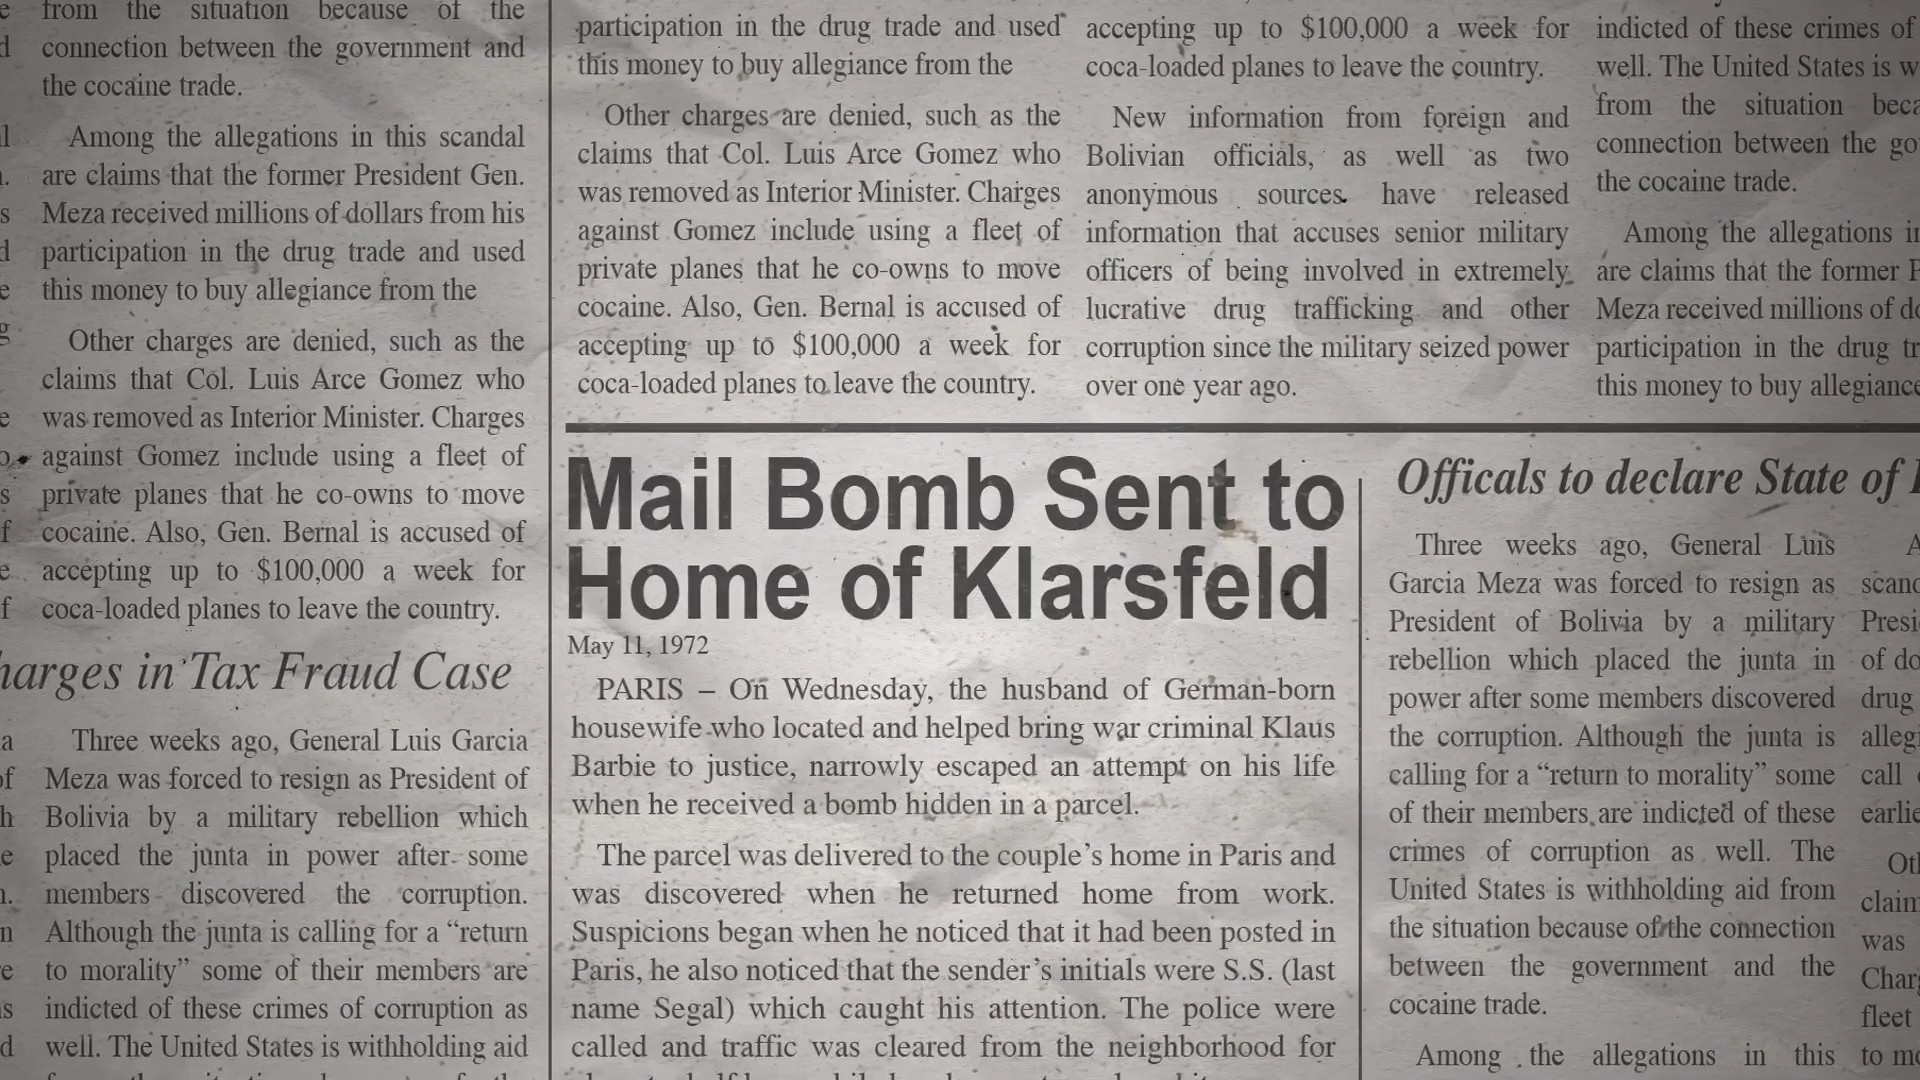 from the situation because of the
connection between the government and
the cocaine trade.
Among the allegations in this scandal
are claims that the former President Gen.
Meza received millions of dollars from his
participation in the drug trade and used
this money to buy allegiance from the
Other charges are denied, such as the
claims that Col. Luis Arce Gomez who
was removed as Interior Minister. Charges
against Gomez include using a fleet of
private planes that he co-owns to move
cocaine. Also, Gen. Bernal is accused of
accepting up to $100,000 a week for
coca-loaded planes to leave the country.
harges in Tax Fraud Case
Three weeks ago, General Luis Garcia
Meza was forced to resign as President of
Bolivia by a military rebellion which
placed the junta in power after some
members discovered the corruption.
Although the junta is calling for a “return
to morality” some of their members are
indicted of these crimes of corruption as
well. The United States is withholding aid
participation in the drug trade and used
this money to buy allegiance from the
Other charges are denied, such as the
claims that Col. Luis Arce Gomez who
was removed as Interior Minister. Charges
against Gomez include using a fleet of
private planes that he co-owns to move
cocaine. Also, Gen. Bernal is accused of
accepting up to $100,000 a week for
coca-loaded planes to leave the country.
accepting up to $100,000 a week for
coca-loaded planes to leave the country.
New information from foreign and
Bolivian officials, as well as two
anonymous sources have released
information that accuses senior military
officers of being involved in extremely
lucrative drug trafficking and other
corruption since the military seized power
over one year ago.
indicted of these crimes of
well. The United States is
from the situation
connection between the
the cocaine trade.
Among the allegations
are claims that the former
Meza received millions of
participation in the drug
this money to buy allegiance
Mail Bomb Sent to
Home of Klarsfeld
May 11, 1972
PARIS – On Wednesday, the husband of German-born
housewife who located and helped bring war criminal Klaus
Barbie to justice, narrowly escaped an attempt on his life
when he received a bomb hidden in a parcel.
The parcel was delivered to the couple’s home in Paris and
was discovered when he returned home from work.
Suspicions began when he noticed that it had been posted in
Paris, he also noticed that the sender’s initials were S.S. (last
name Segal) which caught his attention. The police were
called and traffic was cleared from the neighborhood for
Officals to declare State of
Three weeks ago, General Luis
Garcia Meza was forced to resign as
President of Bolivia by a military
rebellion which placed the junta in
power after some members discovered
the corruption. Although the junta is
calling for a “return to morality” some
of their members are indicted of these
crimes of corruption as well. The
United States is withholding aid from
the situation because of the connection
between the government and the
cocaine trade.
Among the allegations in this
of do
drug
call
was
fleet